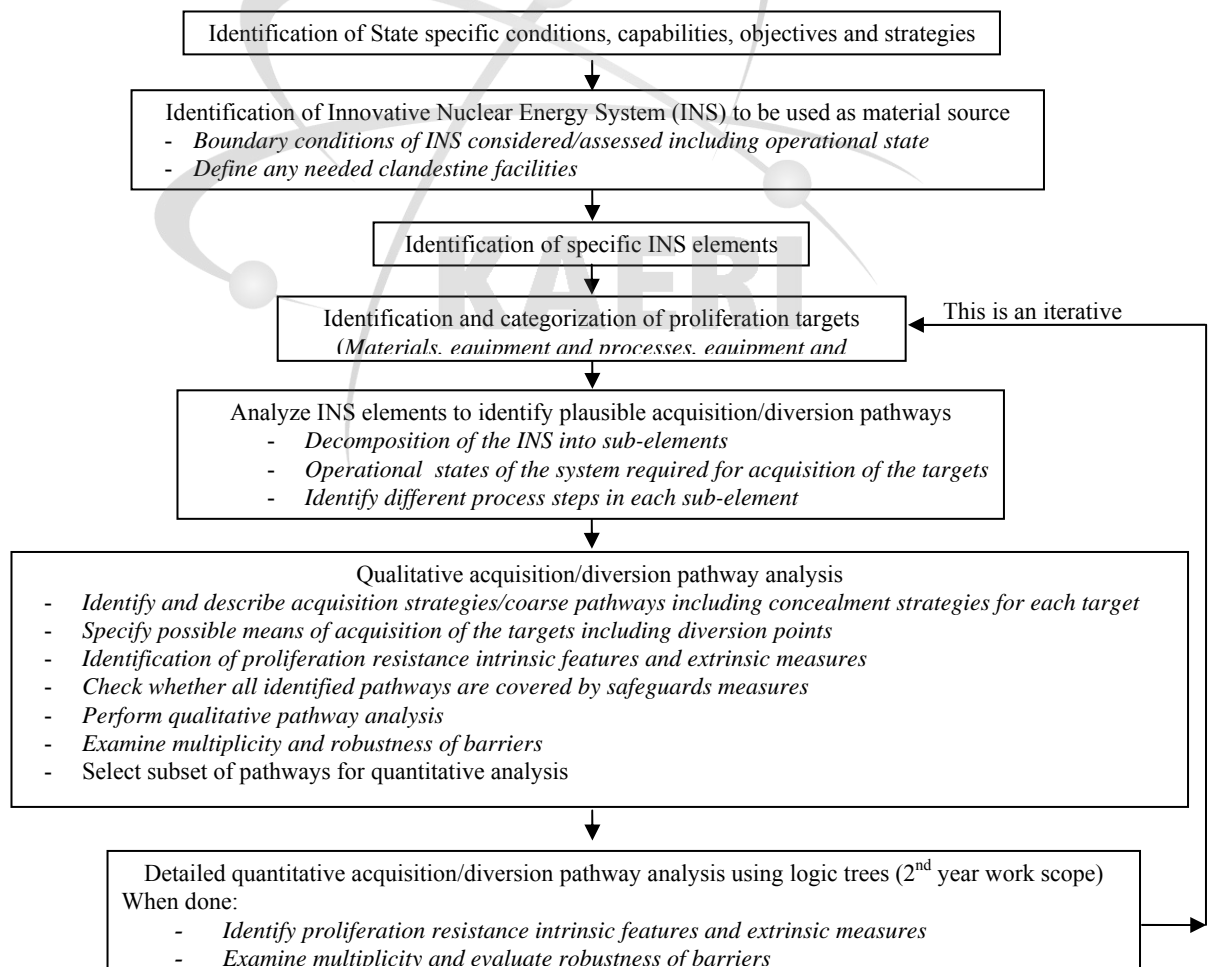 Identification of State specific conditions, capabilities, objectives and strategies
Identification of Innovative Nuclear Energy System (INS) to be used as material source
- Boundary conditions of INS considered/assessed including operational state
- Define any needed clandestine facilities
Identification of specific INS elements
KAERI
Identification and categorization of proliferation targets
(Materials, equipment and processes, equipment and
This is an iterative
Analyze INS elements to identify plausible acquisition/diversion pathways
- Decomposition of the INS into sub-elements
- Operational states of the system required for acquisition of the targets
- Identify different process steps in each sub-element
Qualitative acquisition/diversion pathway analysis
- Identify and describe acquisition strategies/coarse pathways including concealment strategies for each target
- Specify possible means of acquisition of the targets including diversion points
- Identification of proliferation resistance intrinsic features and extrinsic measures
- Check whether all identified pathways are covered by safeguards measures
- Perform qualitative pathway analysis
- Examine multiplicity and robustness of barriers
- Select subset of pathways for quantitative analysis
Detailed quantitative acquisition/diversion pathway analysis using logic trees (2nd year work scope)
When done:
- Identify proliferation resistance intrinsic features and extrinsic measures
- Examine multiplicity and evaluate robustness of barriers